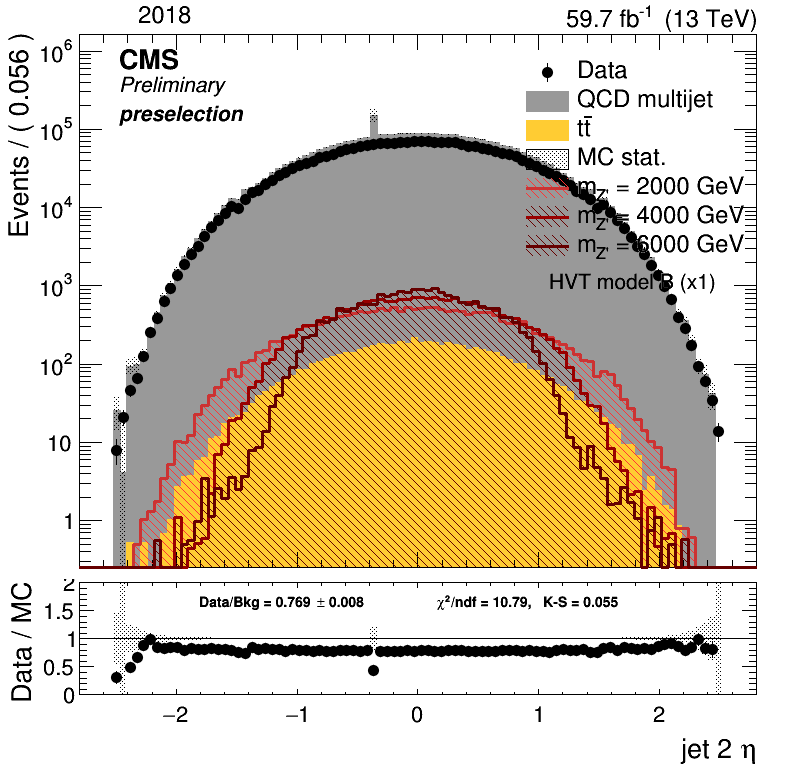 2018 59.7 fb⁻¹ (13 TeV)
CMS
Preliminary
preselection
Data
QCD multijet
tt̄
MC stat.
m_Z' = 2000 GeV
m_Z' = 4000 GeV
m_Z' = 6000 GeV
HVT model B (x1)
Events / ( 0.056 )
10⁶
10⁵
10⁴
10³
10²
10
1
Data/Bkg = 0.769 ± 0.008 χ²/ndf = 10.79, K-S = 0.055
Data / MC
2
1.5
1
0.5
0
−2 −1 0 1 2
jet 2 η